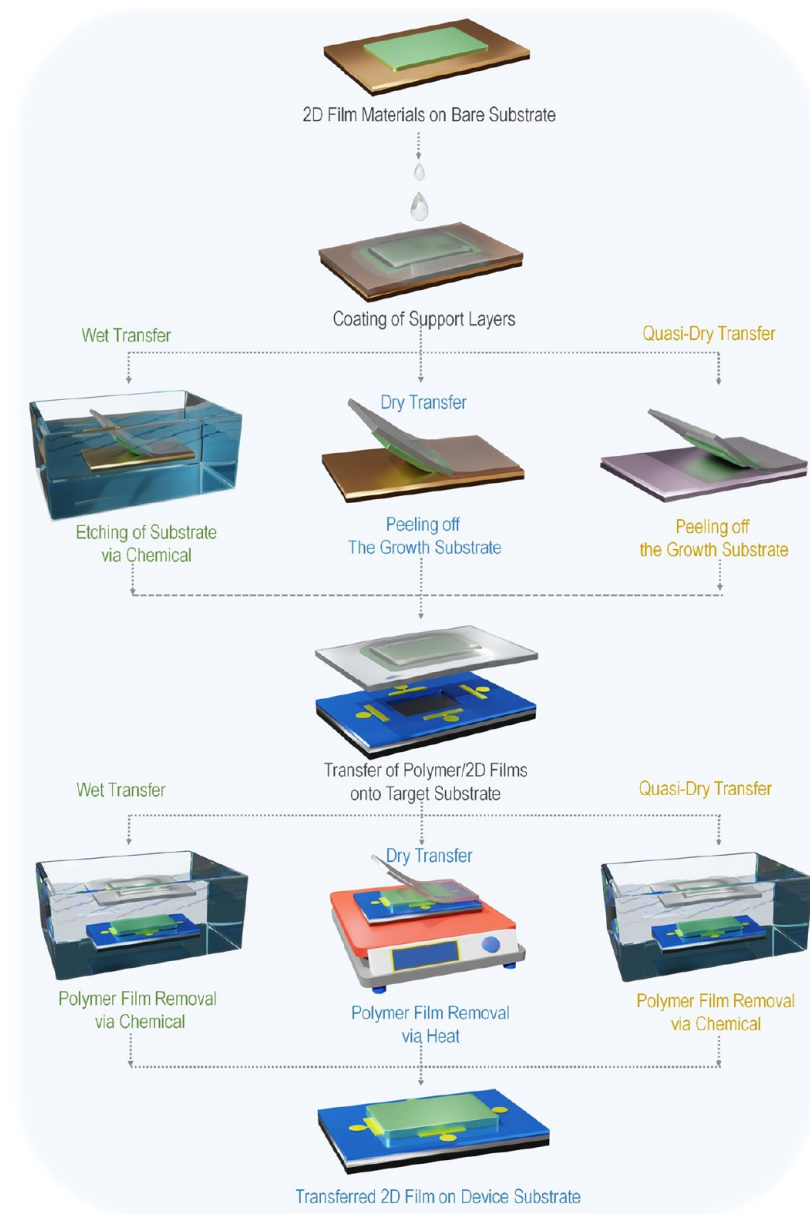 2D Film Materials on Bare Substrate
Coating of Support Layers
Wet Transfer
Quasi-Dry Transfer
Dry Transfer
Etching of Substrate
via Chemical
Peeling off
The Growth Substrate
Peeling off
the Growth Substrate
Transfer of Polymer/2D Films
onto Target Substrate
Wet Transfer
Quasi-Dry Transfer
Dry Transfer
Polymer Film Removal
via Chemical
Polymer Film Removal
via Heat
Polymer Film Removal
via Chemical
Transferred 2D Film on Device Substrate